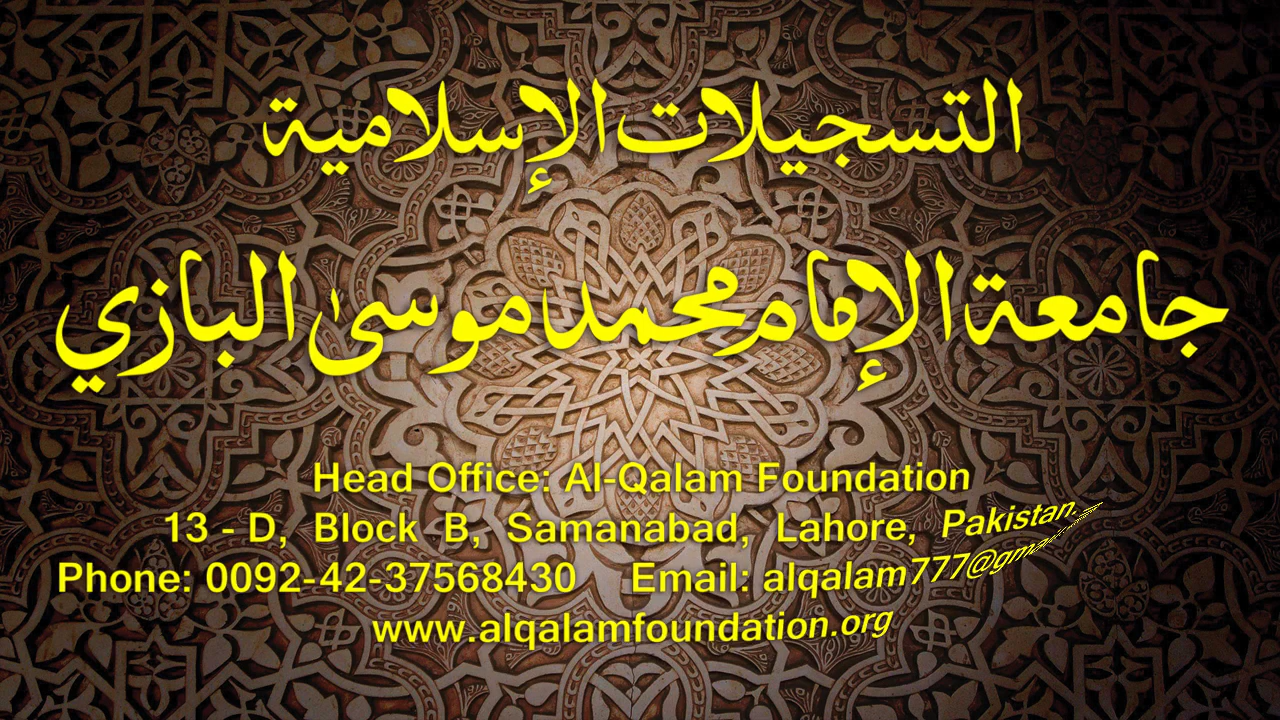 التسجيلات الإسلامية
جامعة الإمام محمد موسى البازي
Head Office: Al-Qalam Foundation
13 - D, Block B, Samanabad, Lahore, Pakistan.
Phone: 0092-42-37568430 Email: alqalam777@
www.alqalamfoundation.org